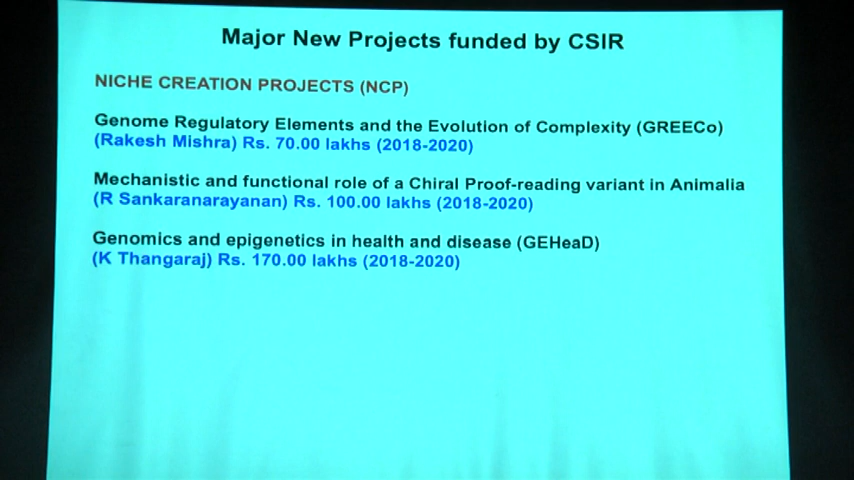 Major New Projects funded by CSIR
NICHE CREATION PROJECTS (NCP)
Genome Regulatory Elements and the Evolution of Complexity (GREECo)
(Rakesh Mishra) Rs. 70.00 lakhs (2018-2020)
Mechanistic and functional role of a Chiral Proof-reading variant in Animalia
(R Sankaranarayanan) Rs. 100.00 lakhs (2018-2020)
Genomics and epigenetics in health and disease (GEHeaD)
(K Thangaraj) Rs. 170.00 lakhs (2018-2020)